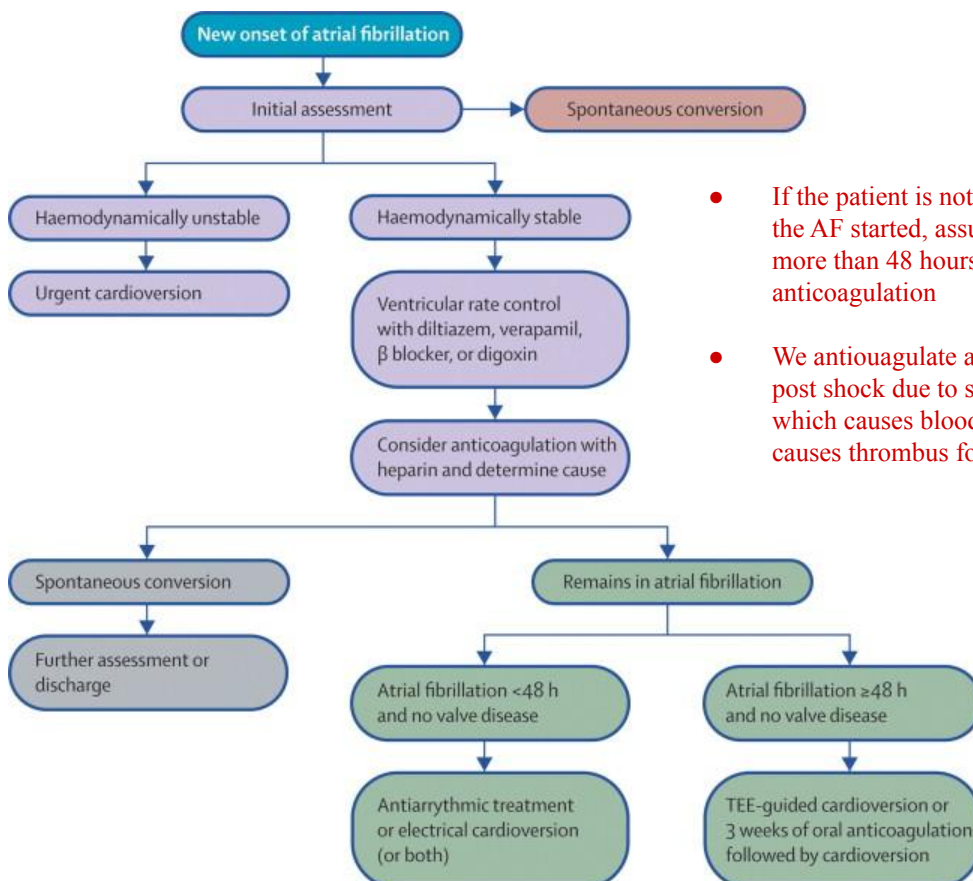 New onset of atrial fibrillation
Initial assessment
Spontaneous conversion
Haemodynamically unstable
Haemodynamically stable
Urgent cardioversion
Ventricular rate control
with diltiazem, verapamil,
β blocker, or digoxin
Consider anticoagulation with
heparin and determine cause
Spontaneous conversion
Remains in atrial fibrillation
Further assessment or
discharge
Atrial fibrillation <48 h
and no valve disease
Atrial fibrillation ≥48 h
and no valve disease
Antiarrythmic treatment
or electrical cardioversion
(or both)
TEE-guided cardioversion or
3 weeks of oral anticoagulation
followed by cardioversion
● If the patient is not
the AF started,
more than 48 hours
anticoagulation
● We antiouagulate
post shock due to
which causes
causes thrombus